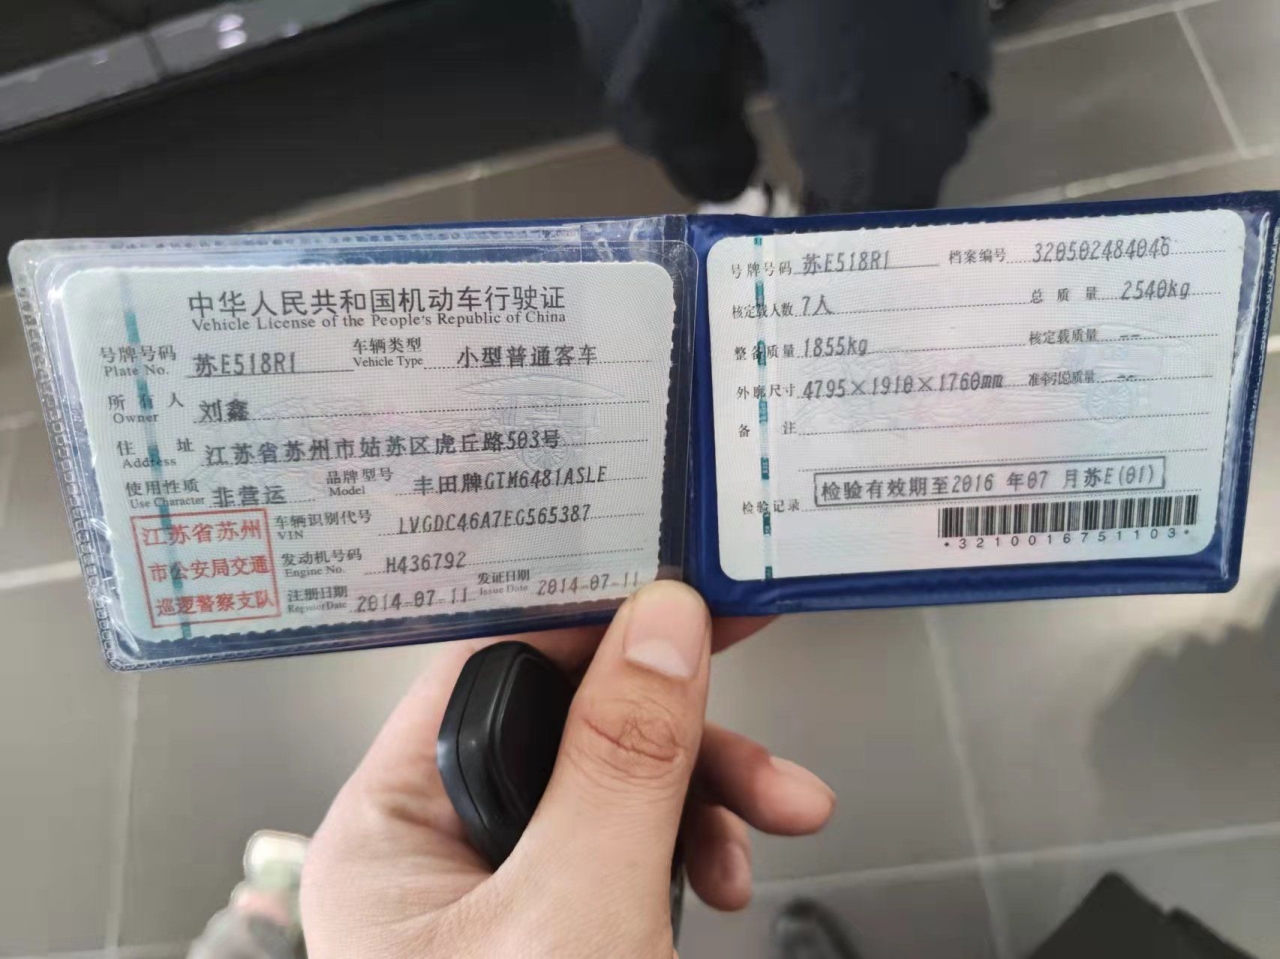 中华人民共和国机动车行驶证
Vehicle License of the People's Republic of China
号牌号码 Plate No. 苏E518R1 车辆类型 Vehicle Type 小型普通客车
所有人 Owner 刘鑫
住址 Address 江苏省苏州市姑苏区虎丘路503号
使用性质 Use Character 非营运 品牌型号 Model 丰田牌GTM6481ASLE
江苏省苏州
市公安局交通
巡逻警察支队
车辆识别代号 VIN LVGDC46A7EG565387
发动机号码 Engine No. H436792
注册日期 Register Date 2014-07-11 发证日期 Issue Date 2014-07-11
号牌号码 苏E518R1 档案编号 320502484046
核定载人数 7人 总质量 2540kg
整备质量 1855kg 核定载质量 --
外廓尺寸 4795×1910×1760mm 准牵引总质量 --
备注
检验记录 检验有效期至2016 年07 月苏E(01)
*3210016751103*